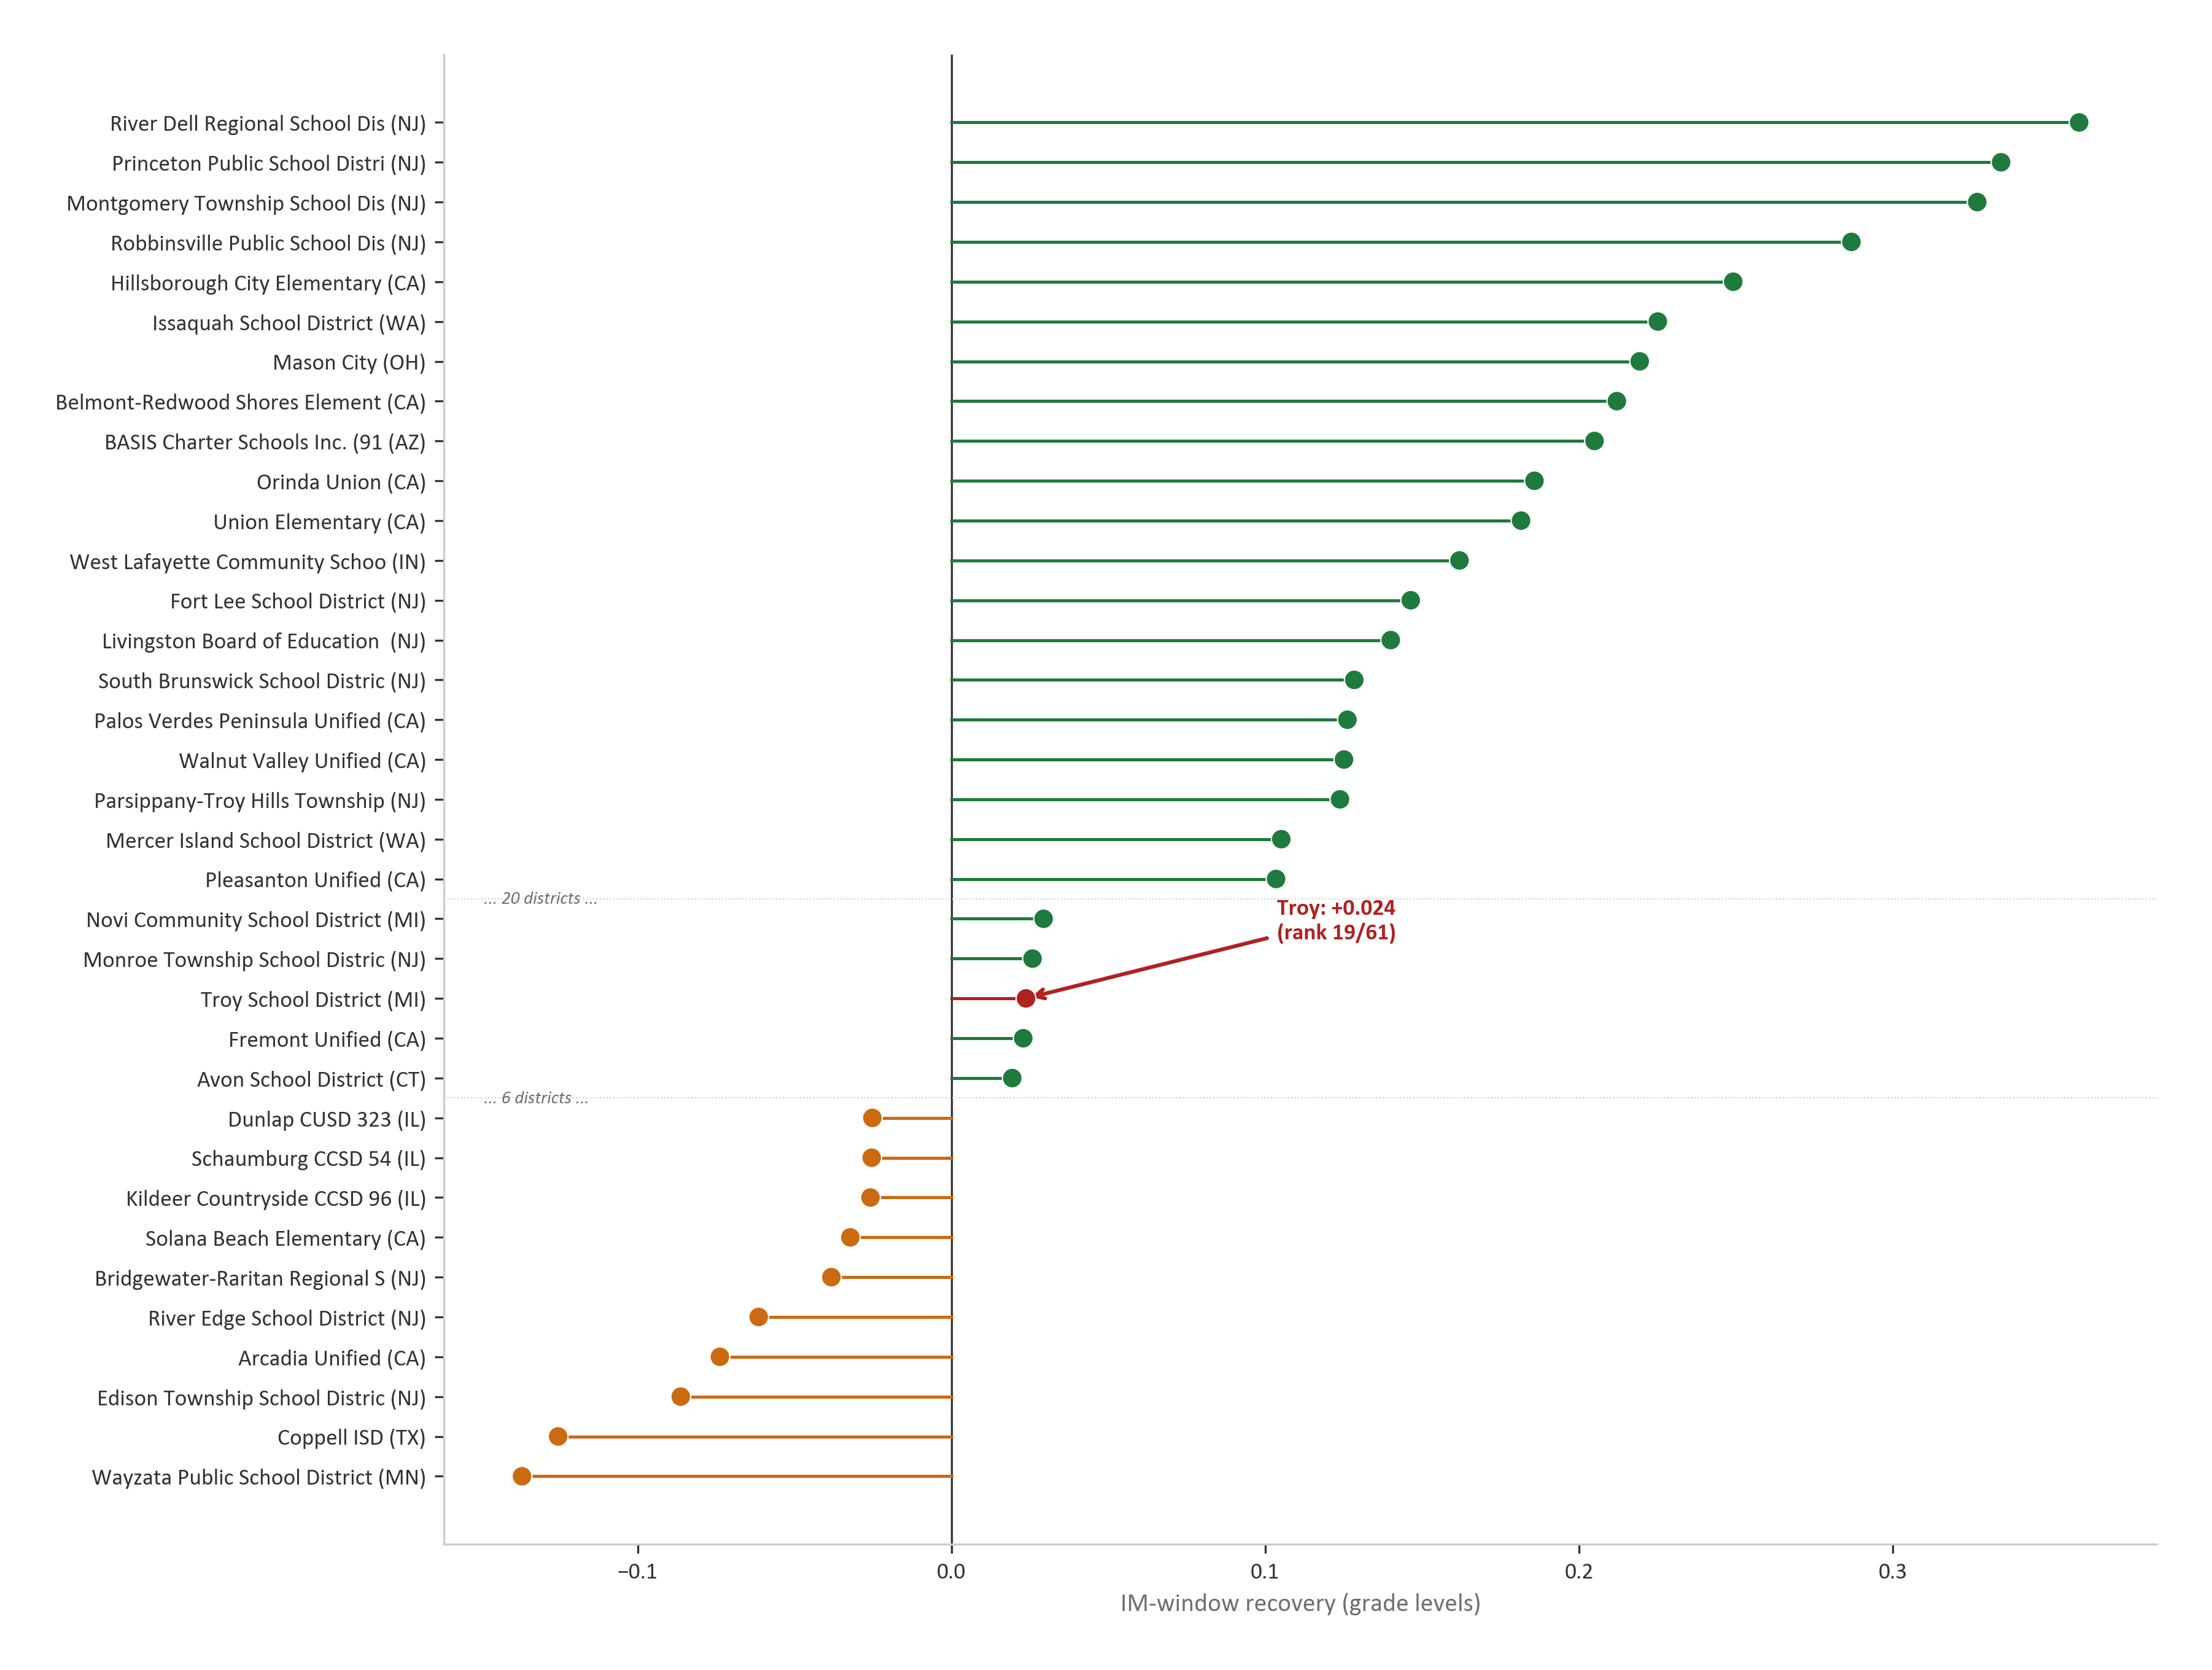 River Dell Regional School Dis (NJ)
Princeton Public School Distri (NJ)
Montgomery Township School Dis (NJ)
Robbinsville Public School Dis (NJ)
Hillsborough City Elementary (CA)
Issaquah School District (WA)
Mason City (OH)
Belmont-Redwood Shores Element (CA)
BASIS Charter Schools Inc. (91 (AZ)
Orinda Union (CA)
Union Elementary (CA)
West Lafayette Community Schoo (IN)
Fort Lee School District (NJ)
Livingston Board of Education  (NJ)
South Brunswick School Distric (NJ)
Palos Verdes Peninsula Unified (CA)
Walnut Valley Unified (CA)
Parsippany-Troy Hills Township (NJ)
Mercer Island School District (WA)
Pleasanton Unified (CA)
... 20 districts ...
Novi Community School District (MI)
Troy: +0.024
(rank 19/61)
Monroe Township School Distric (NJ)
Troy School District (MI)
Fremont Unified (CA)
Avon School District (CT)
... 6 districts ...
Dunlap CUSD 323 (IL)
Schaumburg CCSD 54 (IL)
Kildeer Countryside CCSD 96 (IL)
Solana Beach Elementary (CA)
Bridgewater-Raritan Regional S (NJ)
River Edge School District (NJ)
Arcadia Unified (CA)
Edison Township School Distric (NJ)
Coppell ISD (TX)
Wayzata Public School District (MN)
−0.1 0.0 0.1 0.2 0.3
IM-window recovery (grade levels)